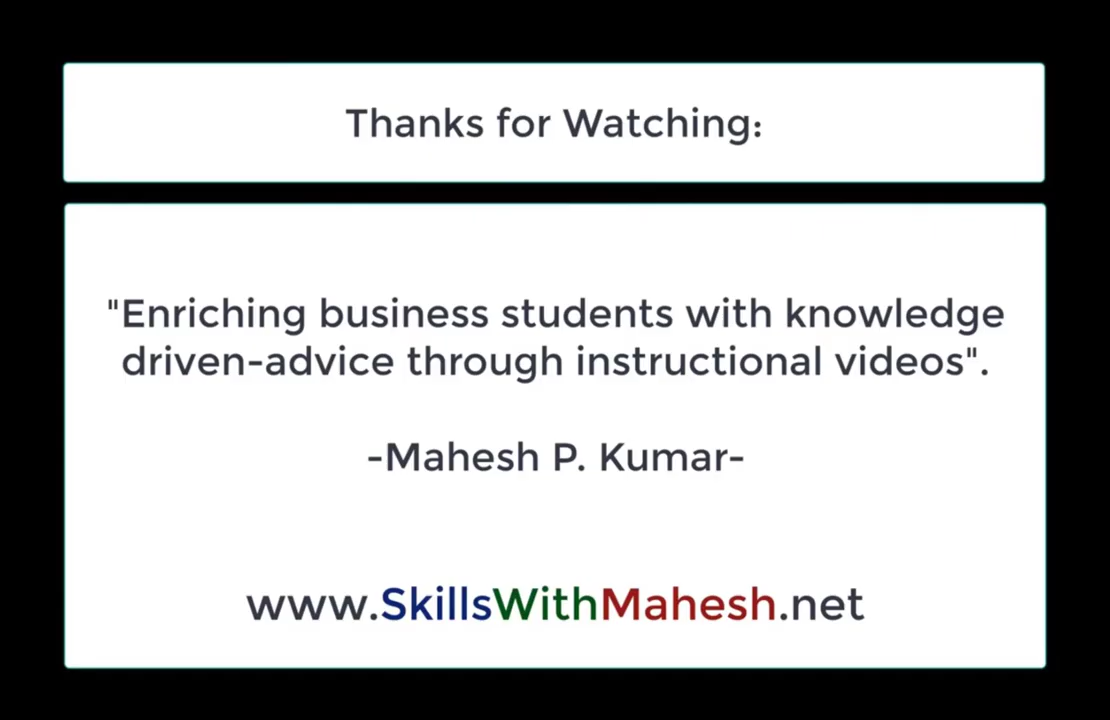 Thanks for Watching:
"Enriching business students with knowledge
driven-advice through instructional videos".
-Mahesh P. Kumar-
www.SkillsWithMahesh.net